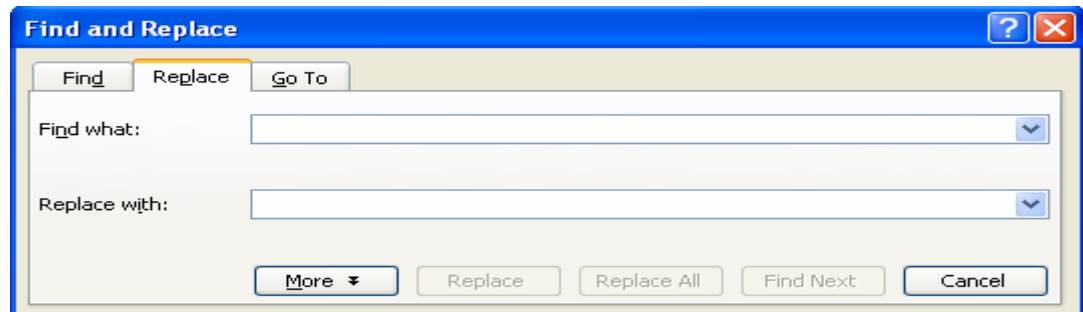 Find and Replace
Find Replace Go To
Find what:
Replace with:
More Replace Replace All Find Next Cancel